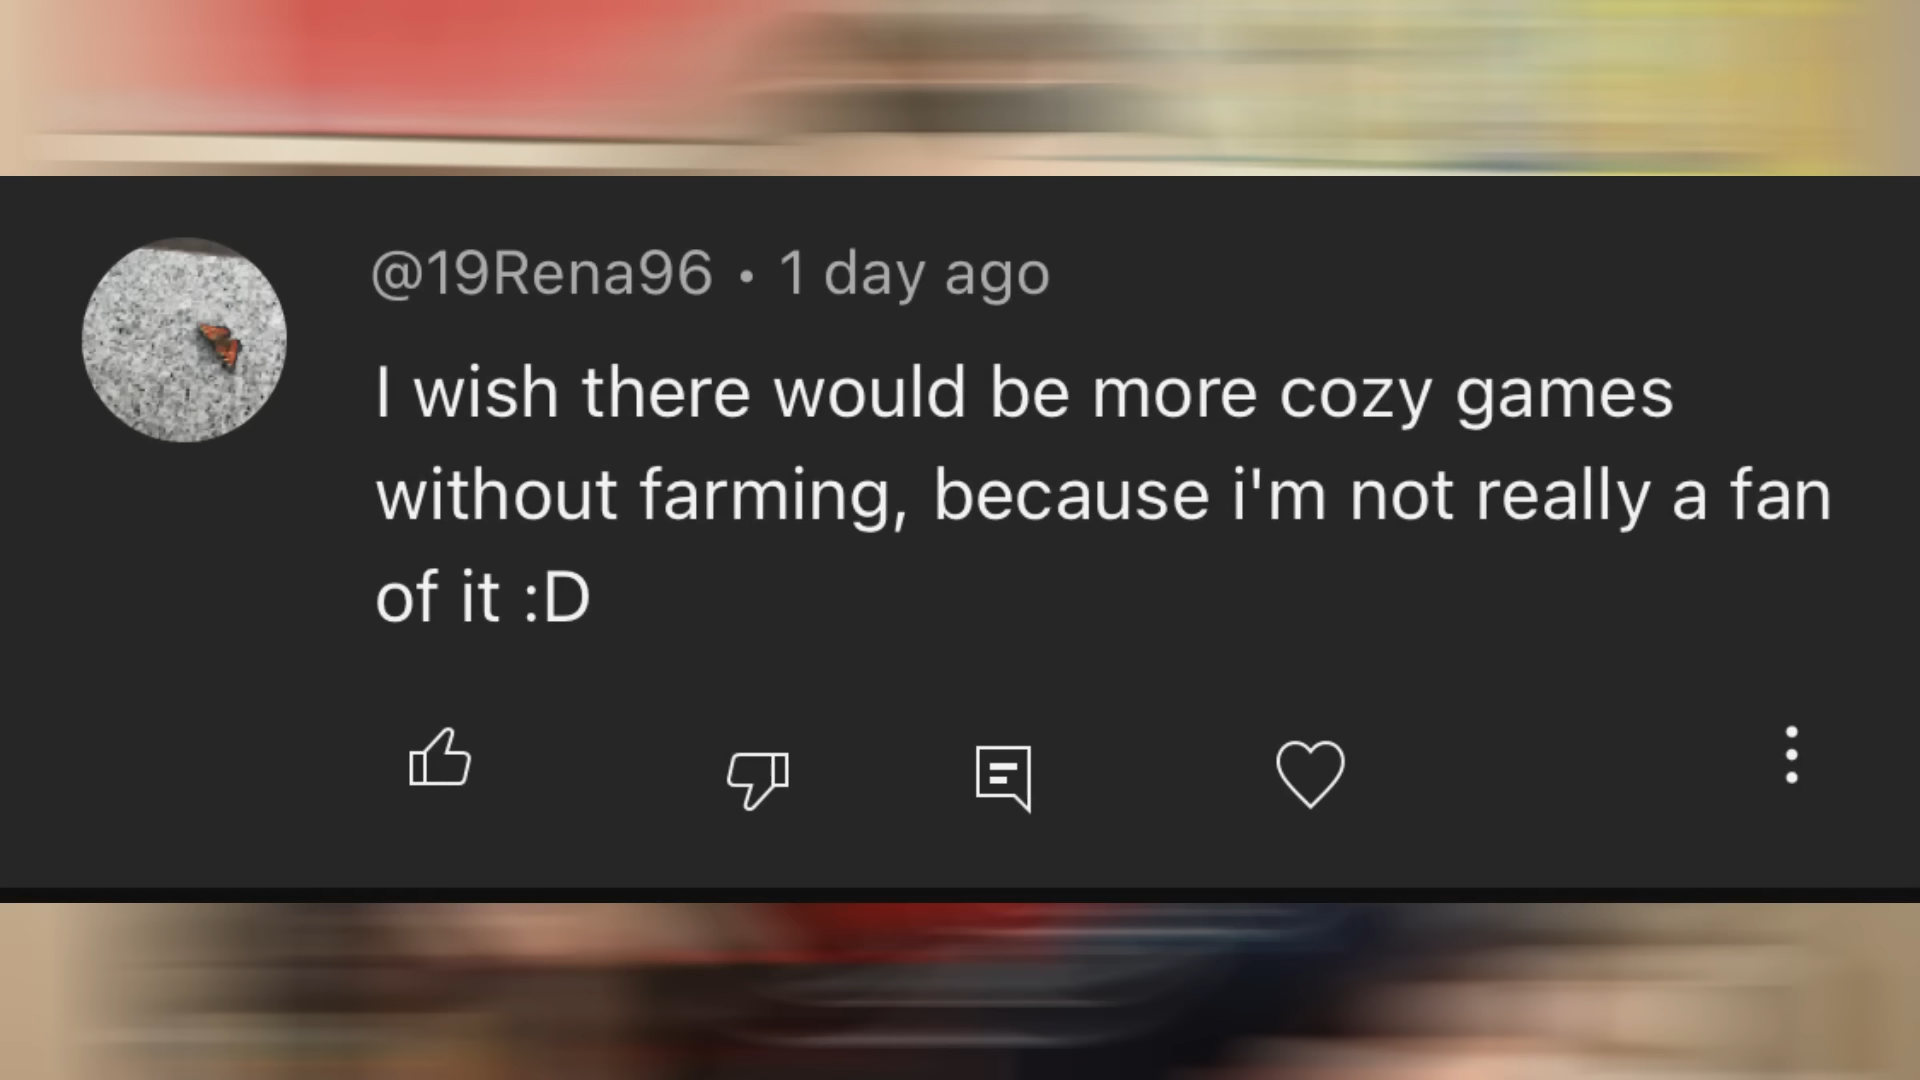 @19Rena96 • 1 day ago
I wish there would be more cozy games
without farming, because i'm not really a fan
of it :D